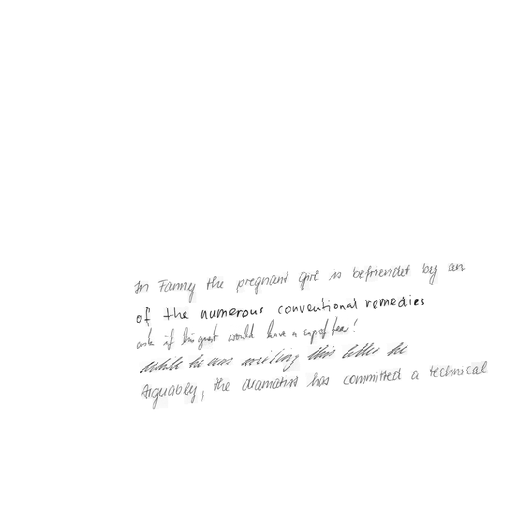 In Fanny the pregnant girl is befriendet by an
of the numerous conventional remedies
ask if his guest would have a cup of tea!
while he was writing this letter he
Arguably, the dramatist has committed a technical